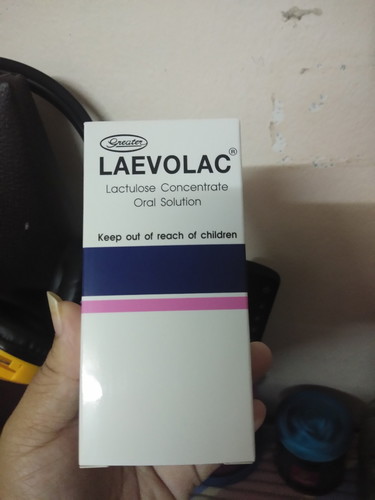 Greater
LAEVOLAC®
Lactulose Concentrate
Oral Solution
Keep out of reach of children